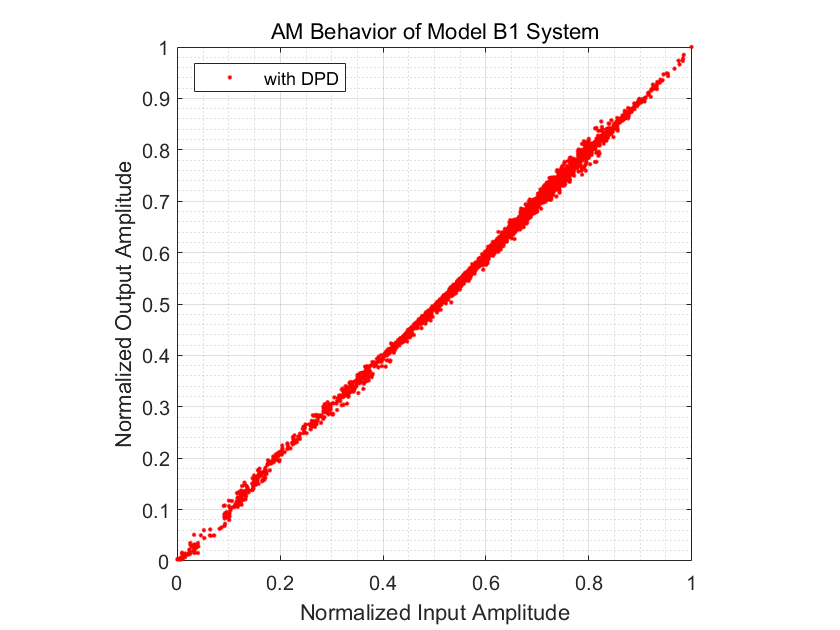 AM Behavior of Model B1 System
with DPD
Normalized Output Amplitude
1
0.9
0.8
0.7
0.6
0.5
0.4
0.3
0.2
0.1
0
0 0.2 0.4 0.6 0.8 1
Normalized Input Amplitude